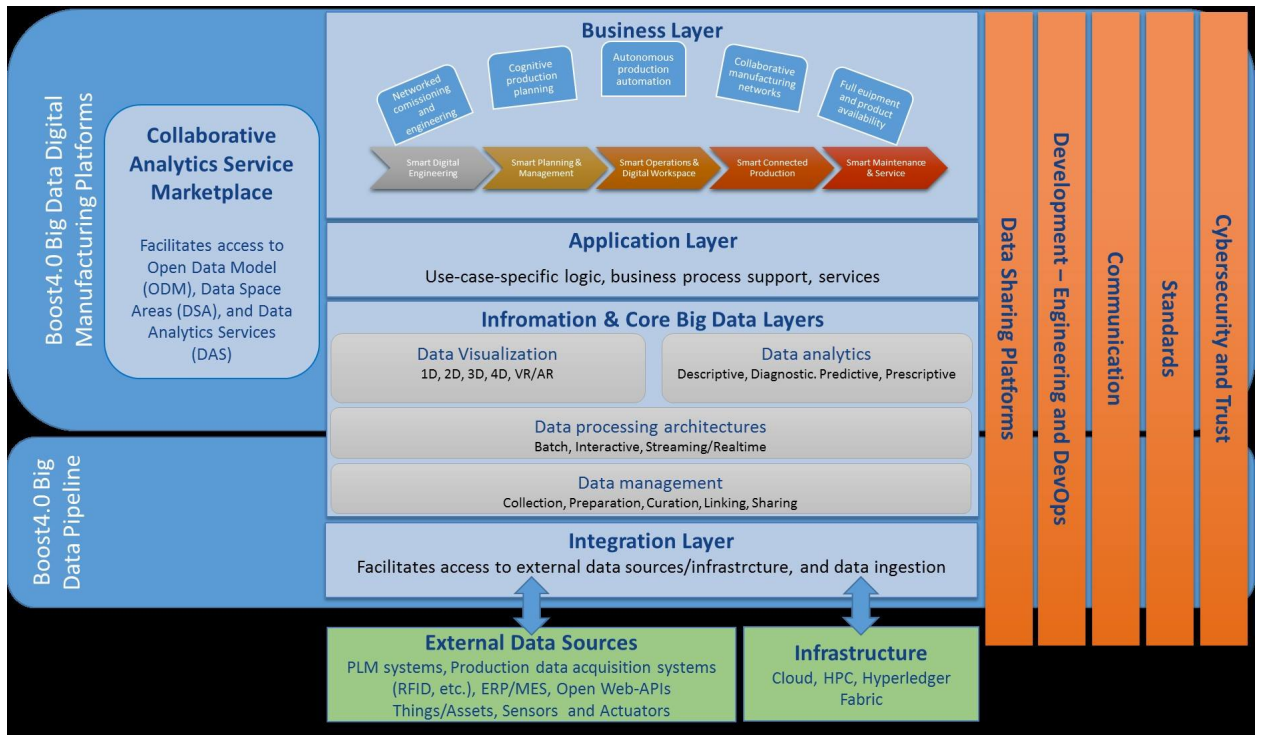 Boost4.0 Big Data Digital
Manufacturing Platforms
Collaborative
Analytics Service
Marketplace
Facilitates access to
Open Data Model
(ODM), Data Space
Areas (DSA), and Data
Analytics Services
(DAS)
Business Layer
Networked
comissioning
and
engineering
Cognitive
production
planning
Autonomous
production
automation
Collaborative
manufacturing
networks
Full euipment
and product
availability
Smart Digital
Engineering
Smart Planning &
Management
Smart Operations &
Digital Workspace
Smart Connected
Production
Smart Maintenance
& Service
Application Layer
Use-case-specific logic, business process support, services
Infromation & Core Big Data Layers
Data Visualization
1D, 2D, 3D, 4D, VR/AR
Data analytics
Descriptive, Diagnostic. Predictive, Prescriptive
Data processing architectures
Batch, Interactive, Streaming/Realtime
Data management
Collection, Preparation, Curation, Linking, Sharing
Boost4.0 Big
Data Pipeline
Integration Layer
Facilitates access to external data sources/infrastrcture, and data ingestion
External Data Sources
PLM systems, Production data acquisition systems
(RFID, etc.), ERP/MES, Open Web-APIs
Things/Assets, Sensors and Actuators
Infrastructure
Cloud, HPC, Hyperledger
Fabric
Data Sharing Platforms
Development – Engineering and DevOps
Communication
Standards
Cybersecurity and Trust